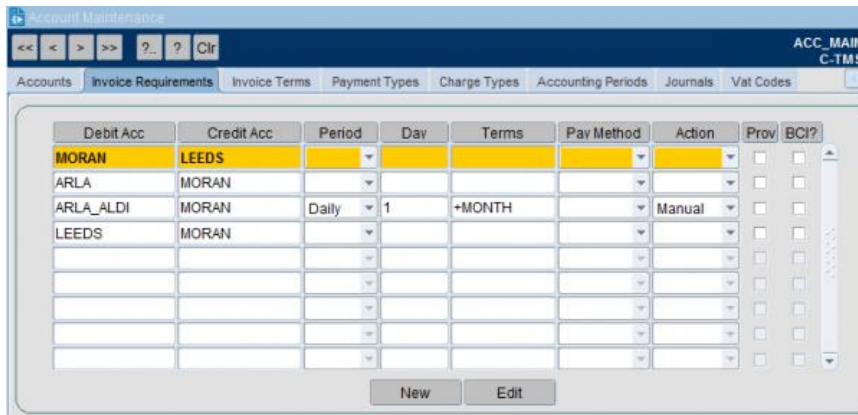 Account Maintenance
<< < > >> ?.. ? Clr
ACC_MAIN
C-TMS
Accounts Invoice Requirements Invoice Terms Payment Types Charge Types Accounting Periods Journals Vat Codes
Debit Acc Credit Acc Period Day Terms Pay Method Action Prov BCI?
MORAN LEEDS
ARLA MORAN
ARLA_ALDI MORAN Daily 1 +MONTH Manual
LEEDS MORAN
New Edit